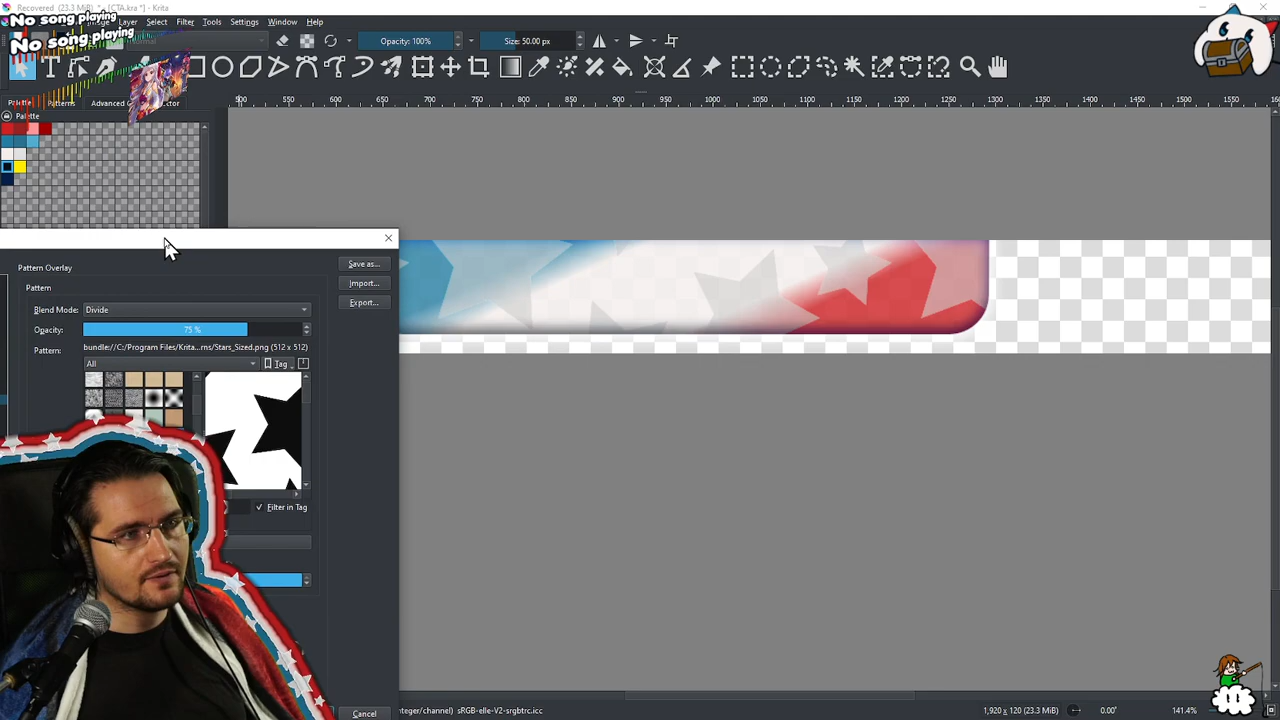 Recovered (23.3 MiB) * [CTA.kra *] - Krita
No song playing
No song playing
Layer Select Filter Tools Settings Window Help
Opacity: 100%
Size: 50.00 px
Patterns Advanced
500 550 600 650 700 750 800 850 900 950 1000 1050 1100 1150 1200 1250 1300 1350 1400 1450 1500 1550
Palette
Pattern Overlay
Save as...
Pattern
Import...
Blend Mode: Divide
Export...
Opacity: 75 %
Pattern: bundle://C:/Program Files/Krita...rns/Stars_Sized.png (512 x 512)
All
Tag
Filter in Tag
Cancel
nteger/channel) sRGB-elle-V2-srgbtrc.icc
1,920 x 120 (23.3 MiB)
0.00°
141.4%